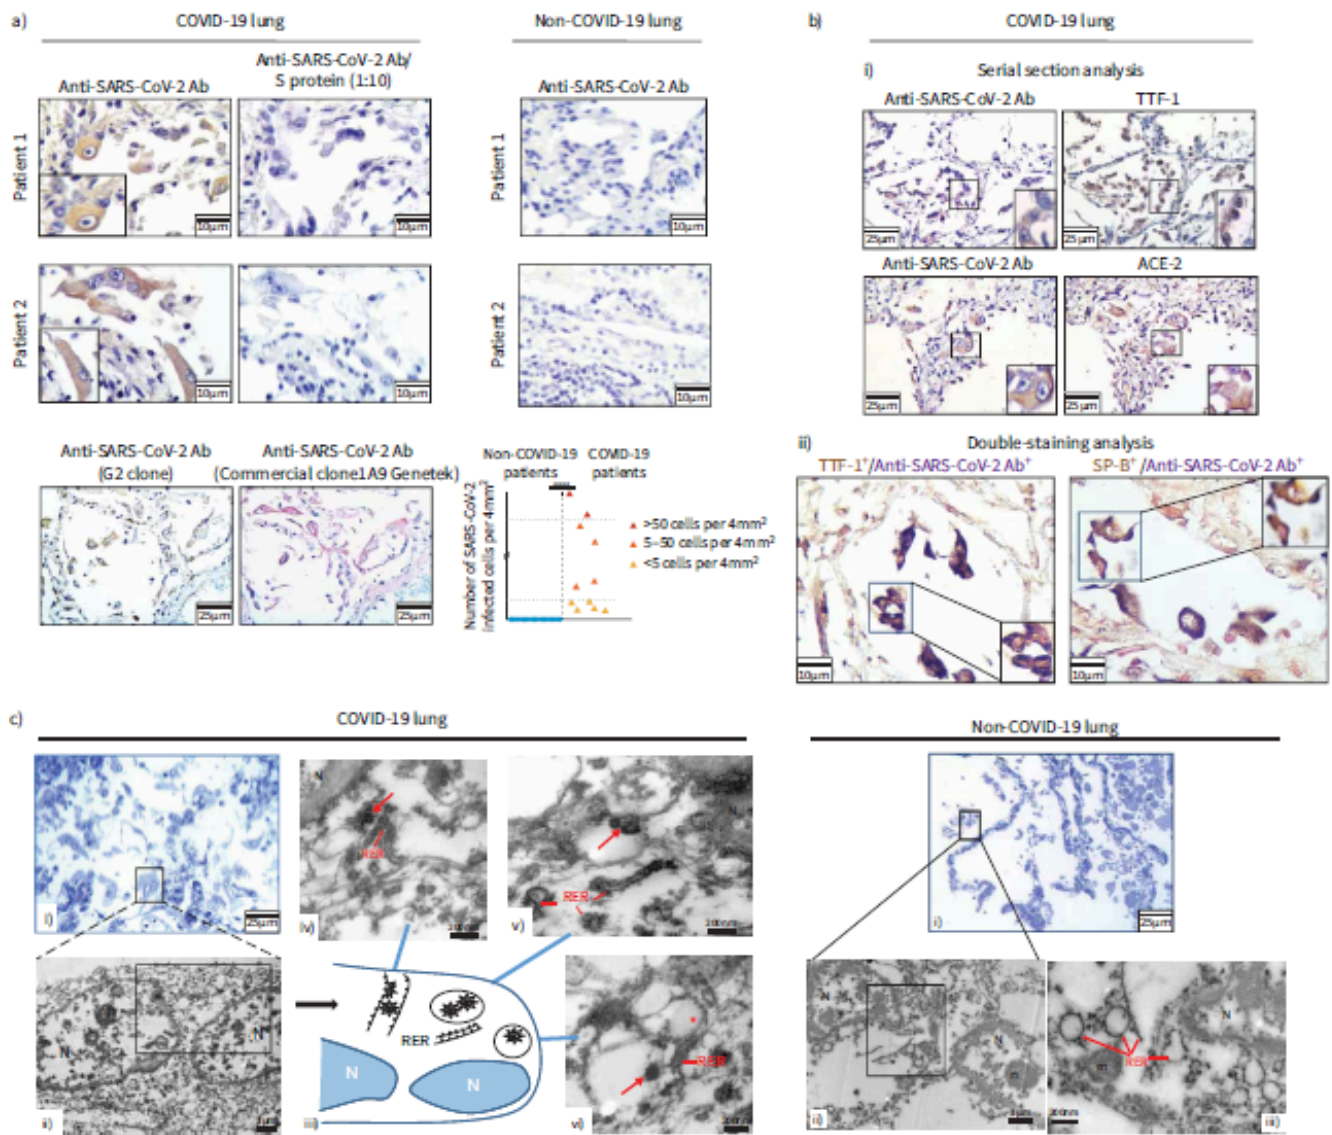 a)
COVID-19 lung
Non-COVID-19 lung
Anti-SARS-CoV-2 Ab
Anti-SARS-CoV-2 Ab/
S protein (1:10)
Anti-SARS-CoV-2 Ab
Patient 1
10µm
10µm
Patient 1
10µm
Patient 2
10µm
10µm
Patient 2
10µm
Anti-SARS-CoV-2 Ab
(G2 clone)
25µm
Anti-SARS-CoV-2 Ab
(Commercial clone1A9 Genetek)
25µm
Non-COVID-19
patients
COVID-19
patients
Number of SARS-CoV-2
infected cells per 4mm²
>50 cells per 4mm²
5–50 cells per 4mm²
<5 cells per 4mm²
b)
COVID-19 lung
i)
Serial section analysis
Anti-SARS-CoV-2 Ab
TTF-1
25µm
25µm
Anti-SARS-CoV-2 Ab
ACE-2
25µm
25µm
ii)
Double-staining analysis
TTF-1⁺/Anti-SARS-CoV-2 Ab⁺
SP-B⁺/Anti-SARS-CoV-2 Ab⁺
10µm
10µm
c)
COVID-19 lung
i)
25µm
N
RER
iv)
200nm
N
RER
v)
200nm
N
N
ii)
1µm
RER
N
N
iii)
*
RER
vi)
Non-COVID-19 lung
i)
25µm
N
N
m
ii)
N
RER
m
200nm
iii)